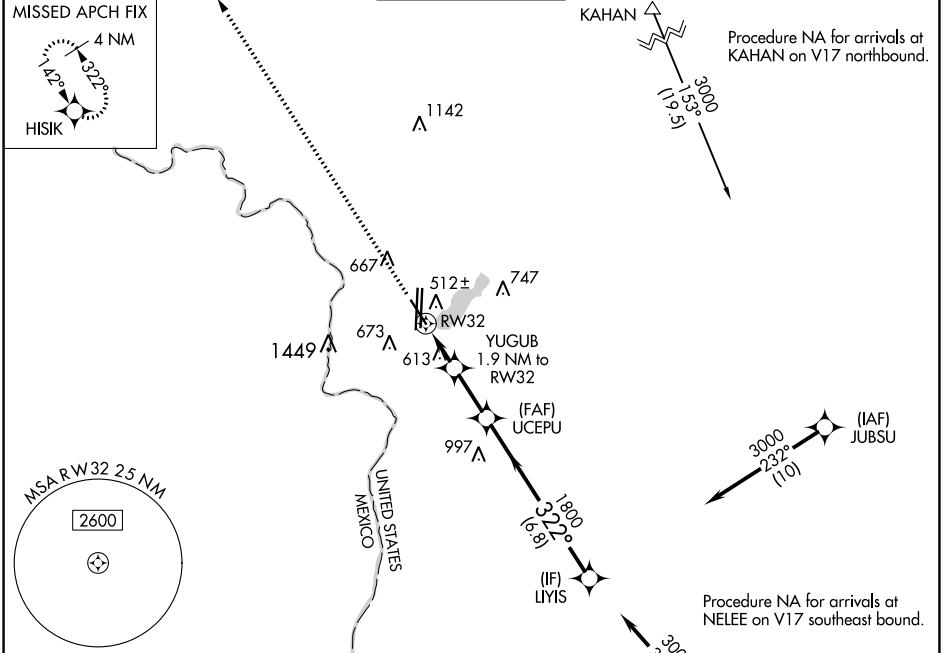 MISSED APCH FIX
4 NM
322°
142°
HISIK
KAHAN
Procedure NA for arrivals at
KAHAN on V17 northbound.
3000
153°
(19.5)
1142
667
512±
747
RW32
1449
673
613
YUGUB
1.9 NM to
RW32
(FAF)
UCEPU
997
(IAF)
JUBSU
3000
232°
(10)
MSA RW32 25 NM
2600
UNITED STATES
MEXICO
1800
322°
(6.8)
(IF)
LIYIS
Procedure NA for arrivals at
NELEE on V17 southeast bound.